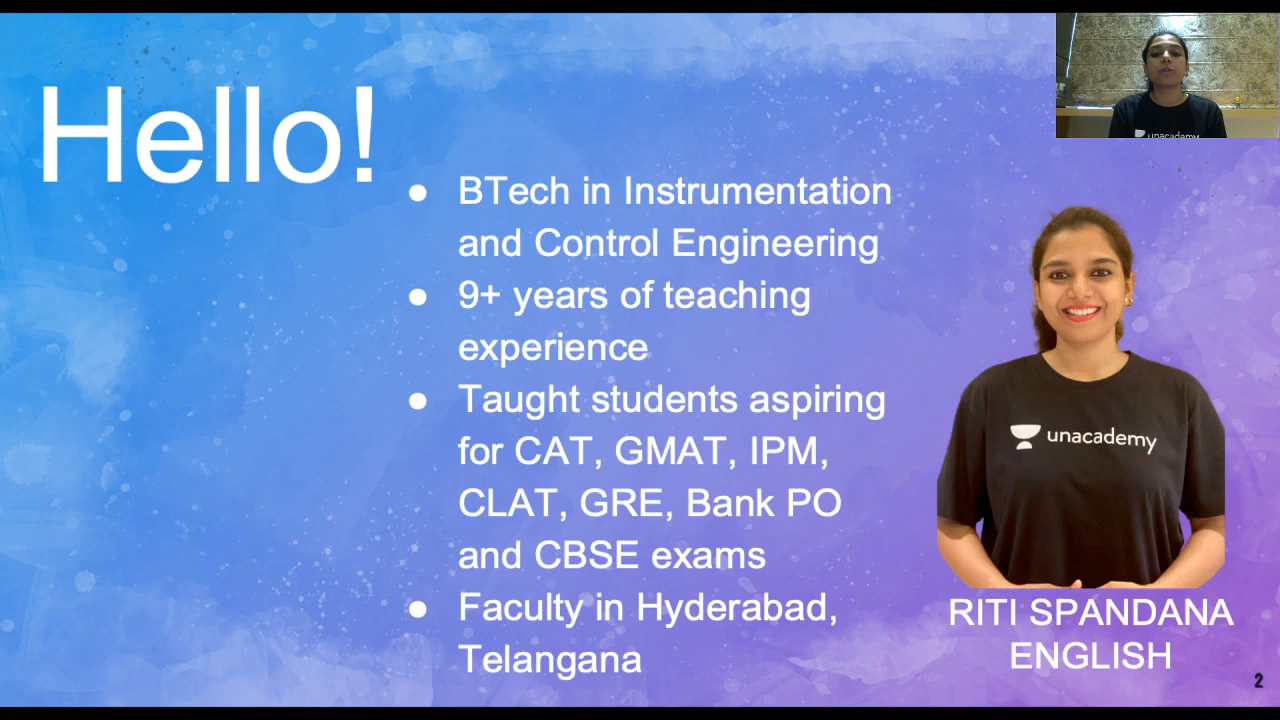 Hello!
BTech in Instrumentation
and Control Engineering
9+ years of teaching
experience
Taught students aspiring
for CAT, GMAT, IPM,
CLAT, GRE, Bank PO
and CBSE exams
Faculty in Hyderabad,
Telangana
unacademy
unacademy
RITI SPANDANA
ENGLISH
2